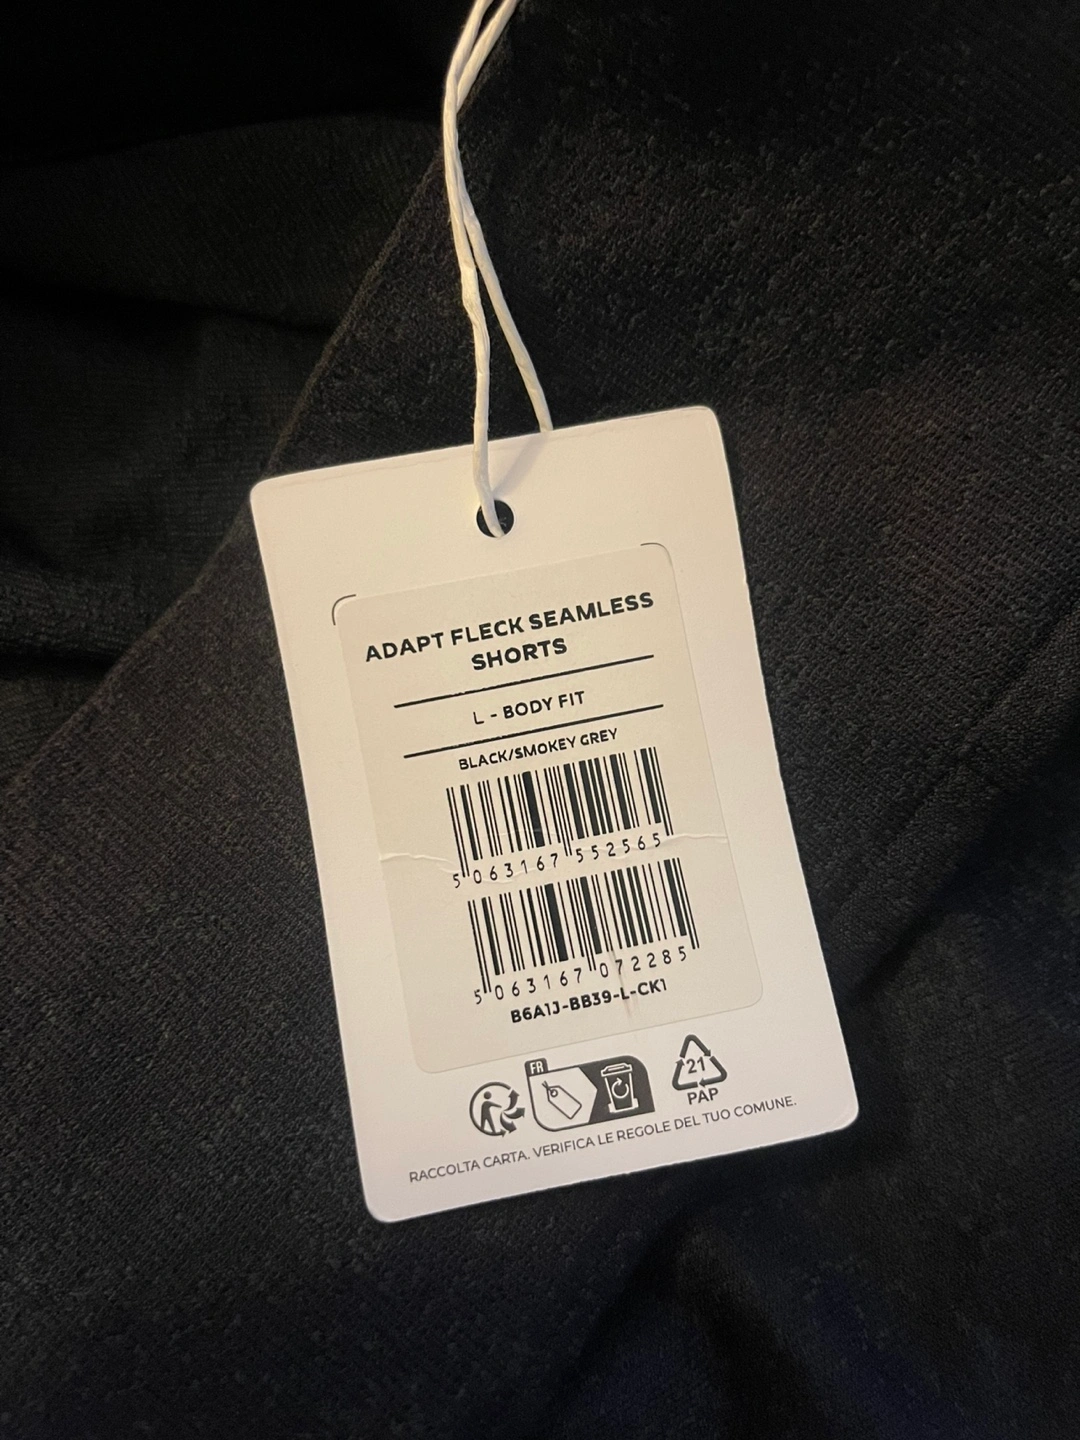 ADAPT FLECK SEAMLESS
SHORTS
L - BODY FIT
BLACK/SMOKEY GREY
5 063167 552565
5 063167 072285
B6A1J-BB39-L-CK1
FR
21
PAP
RACCOLTA CARTA. VERIFICA LE REGOLE DEL TUO COMUNE.